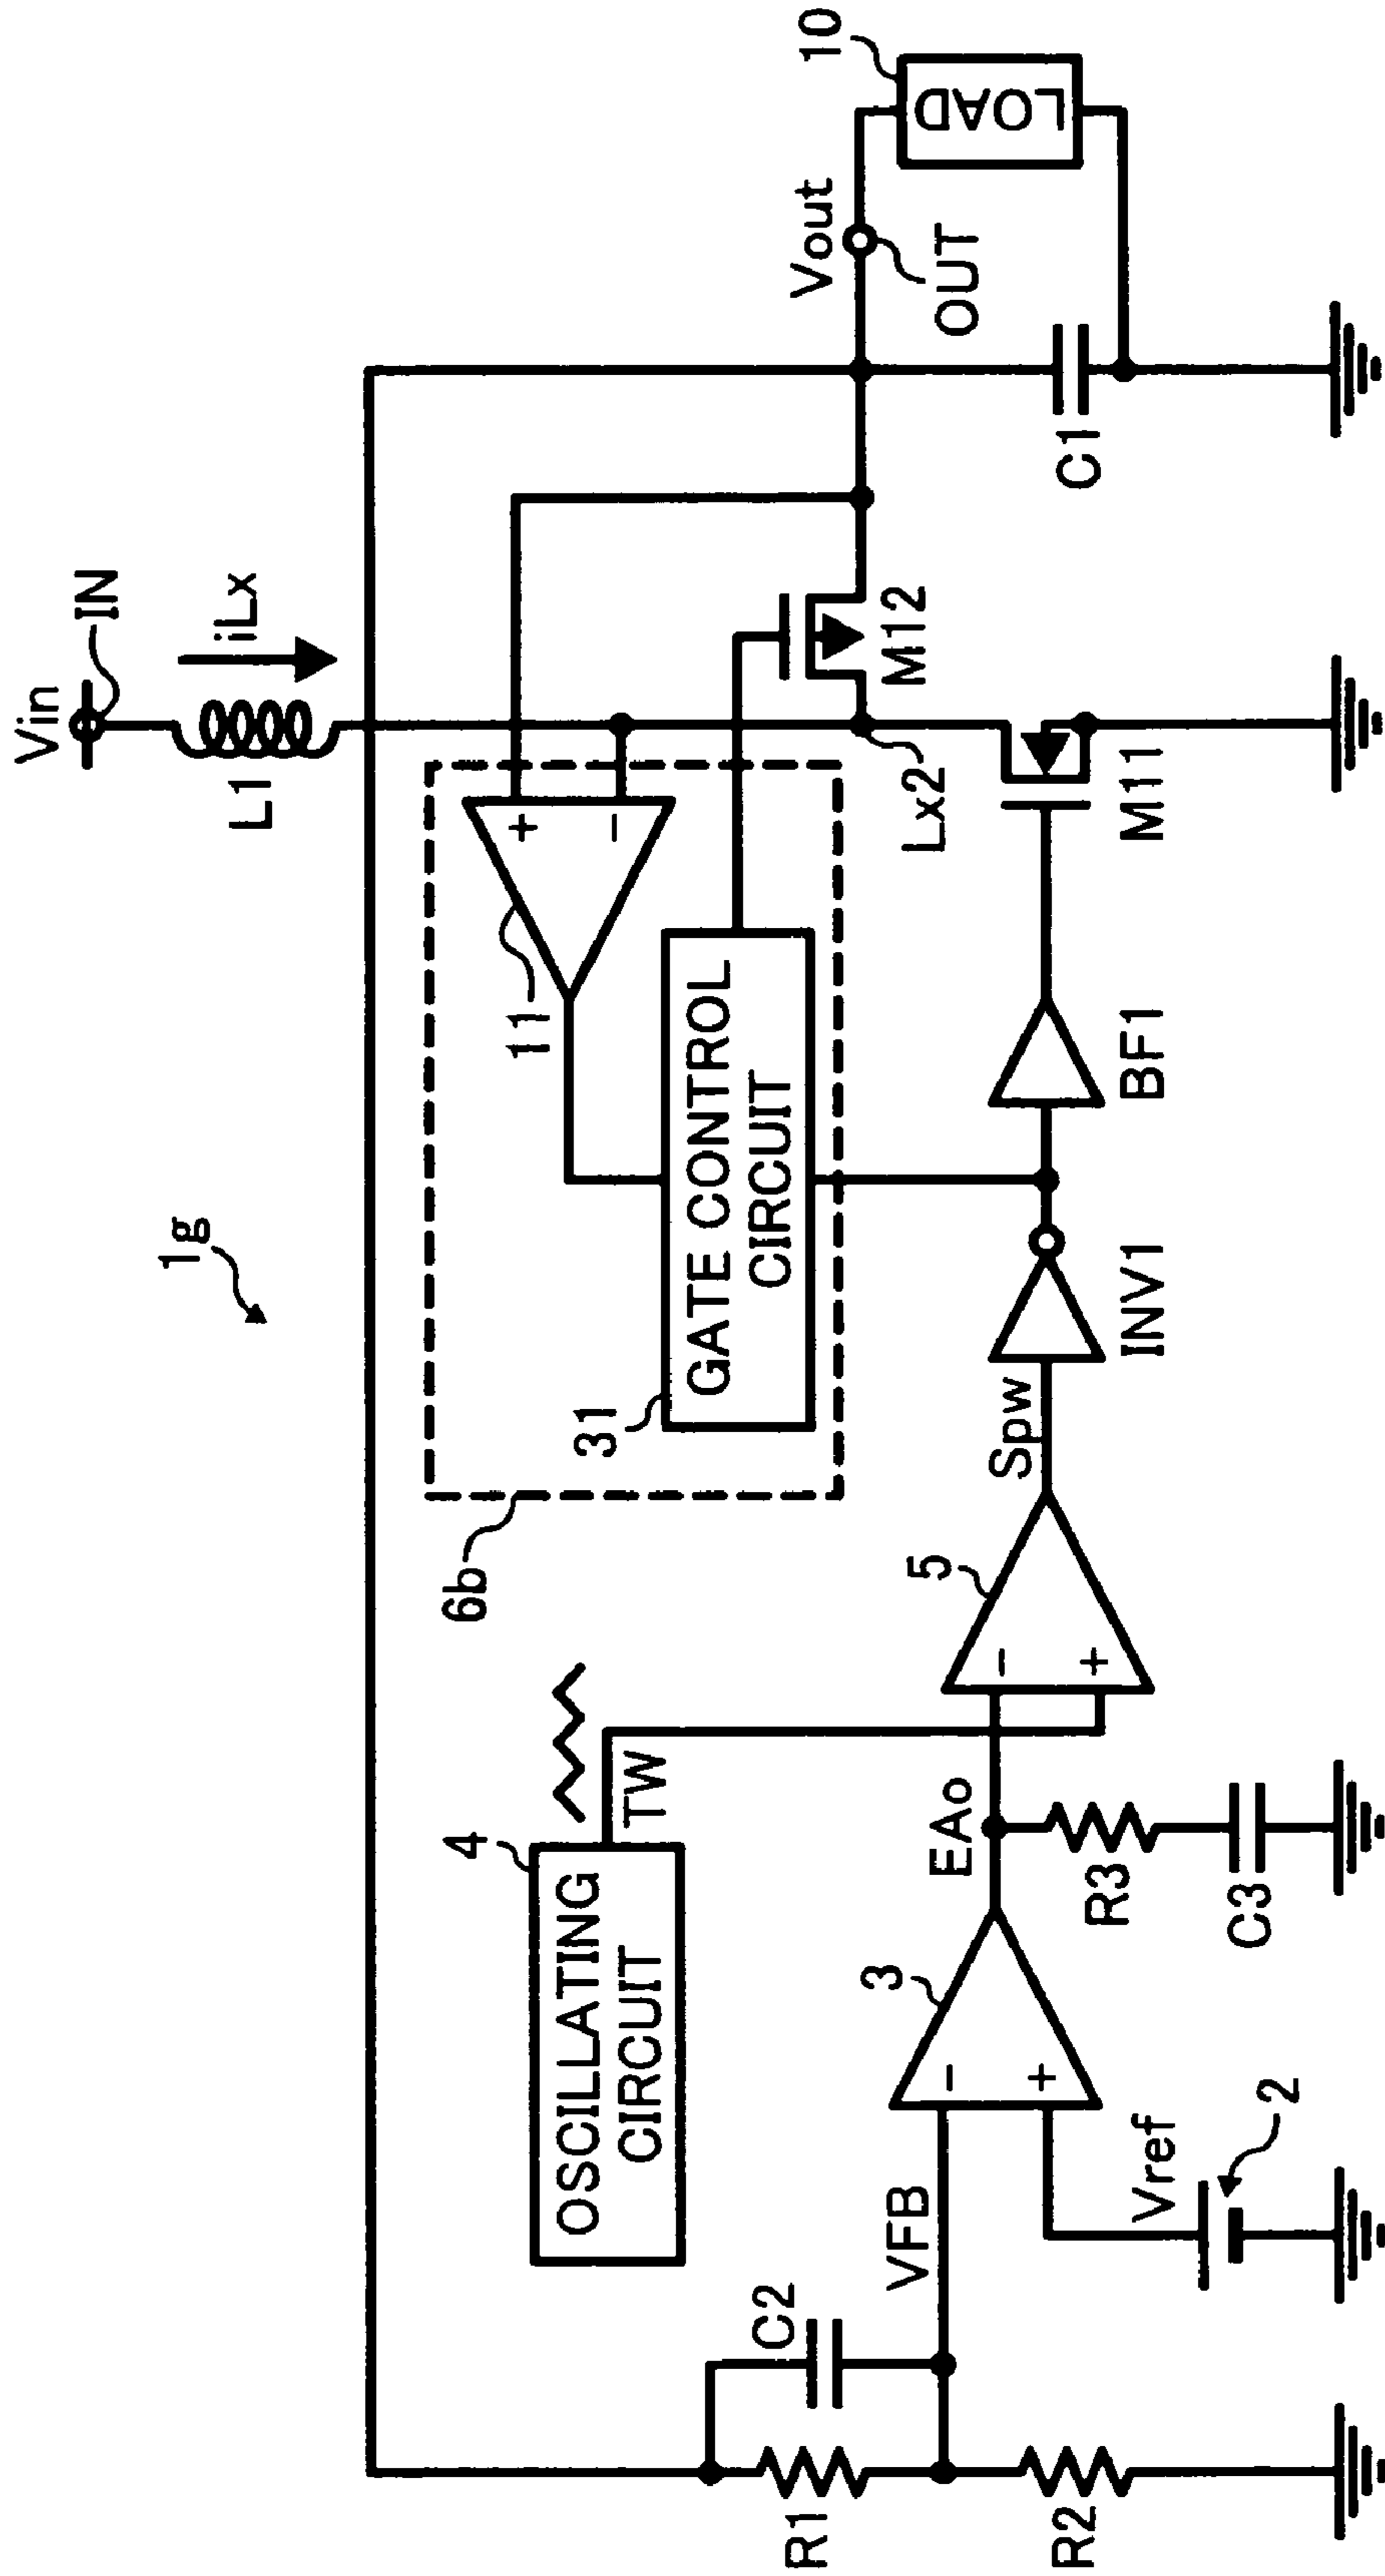 1g
Vin
IN
L1
iLx
10
LOAD
Vout
OUT
C1
M12
Lx2
M11
11
+
−
GATE CONTROL
CIRCUIT
31
6b
BF1
INV1
Spw
5
−
+
OSCILLATING
CIRCUIT
4
TW
EAo
R3
C3
3
−
+
VFB
Vref
2
C2
R1
R2